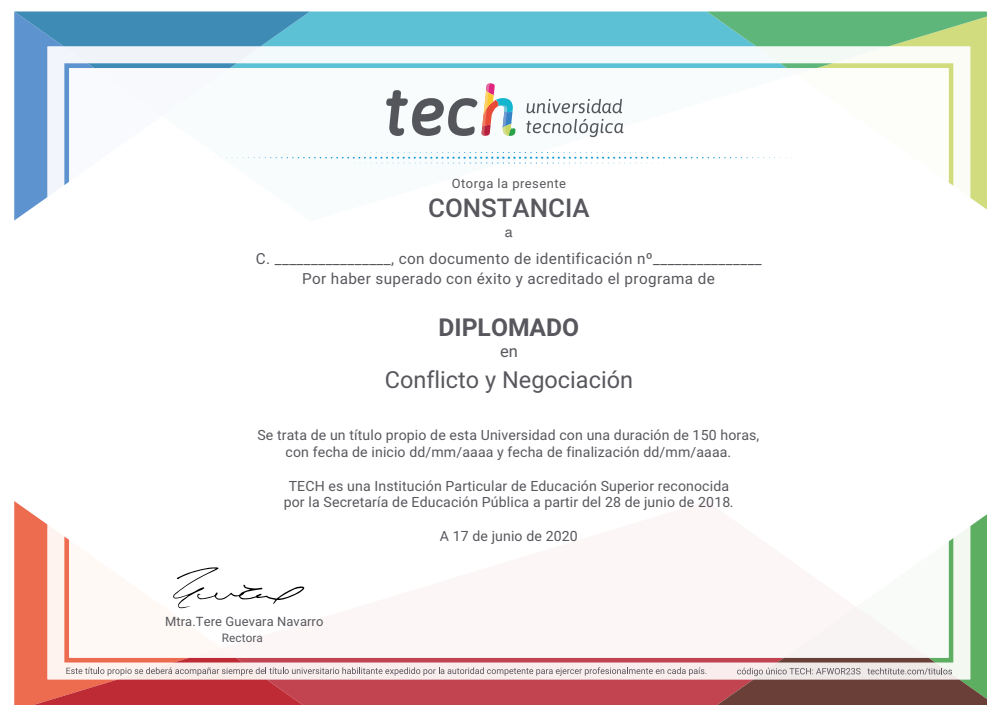 tech universidad
tecnológica
Otorga la presente
CONSTANCIA
a
C. ________________, con documento de identificación nº_______________
Por haber superado con éxito y acreditado el programa de
DIPLOMADO
en
Conflicto y Negociación
Se trata de un título propio de esta Universidad con una duración de 150 horas,
con fecha de inicio dd/mm/aaaa y fecha de finalización dd/mm/aaaa.
TECH es una Institución Particular de Educación Superior reconocida
por la Secretaría de Educación Pública a partir del 28 de junio de 2018.
A 17 de junio de 2020
Mtra.Tere Guevara Navarro
Rectora
Este título propio se deberá acompañar siempre del título universitario habilitante expedido por la autoridad competente para ejercer profesionalmente en cada país. código único TECH: AFWOR23S techtitute.com/titulos